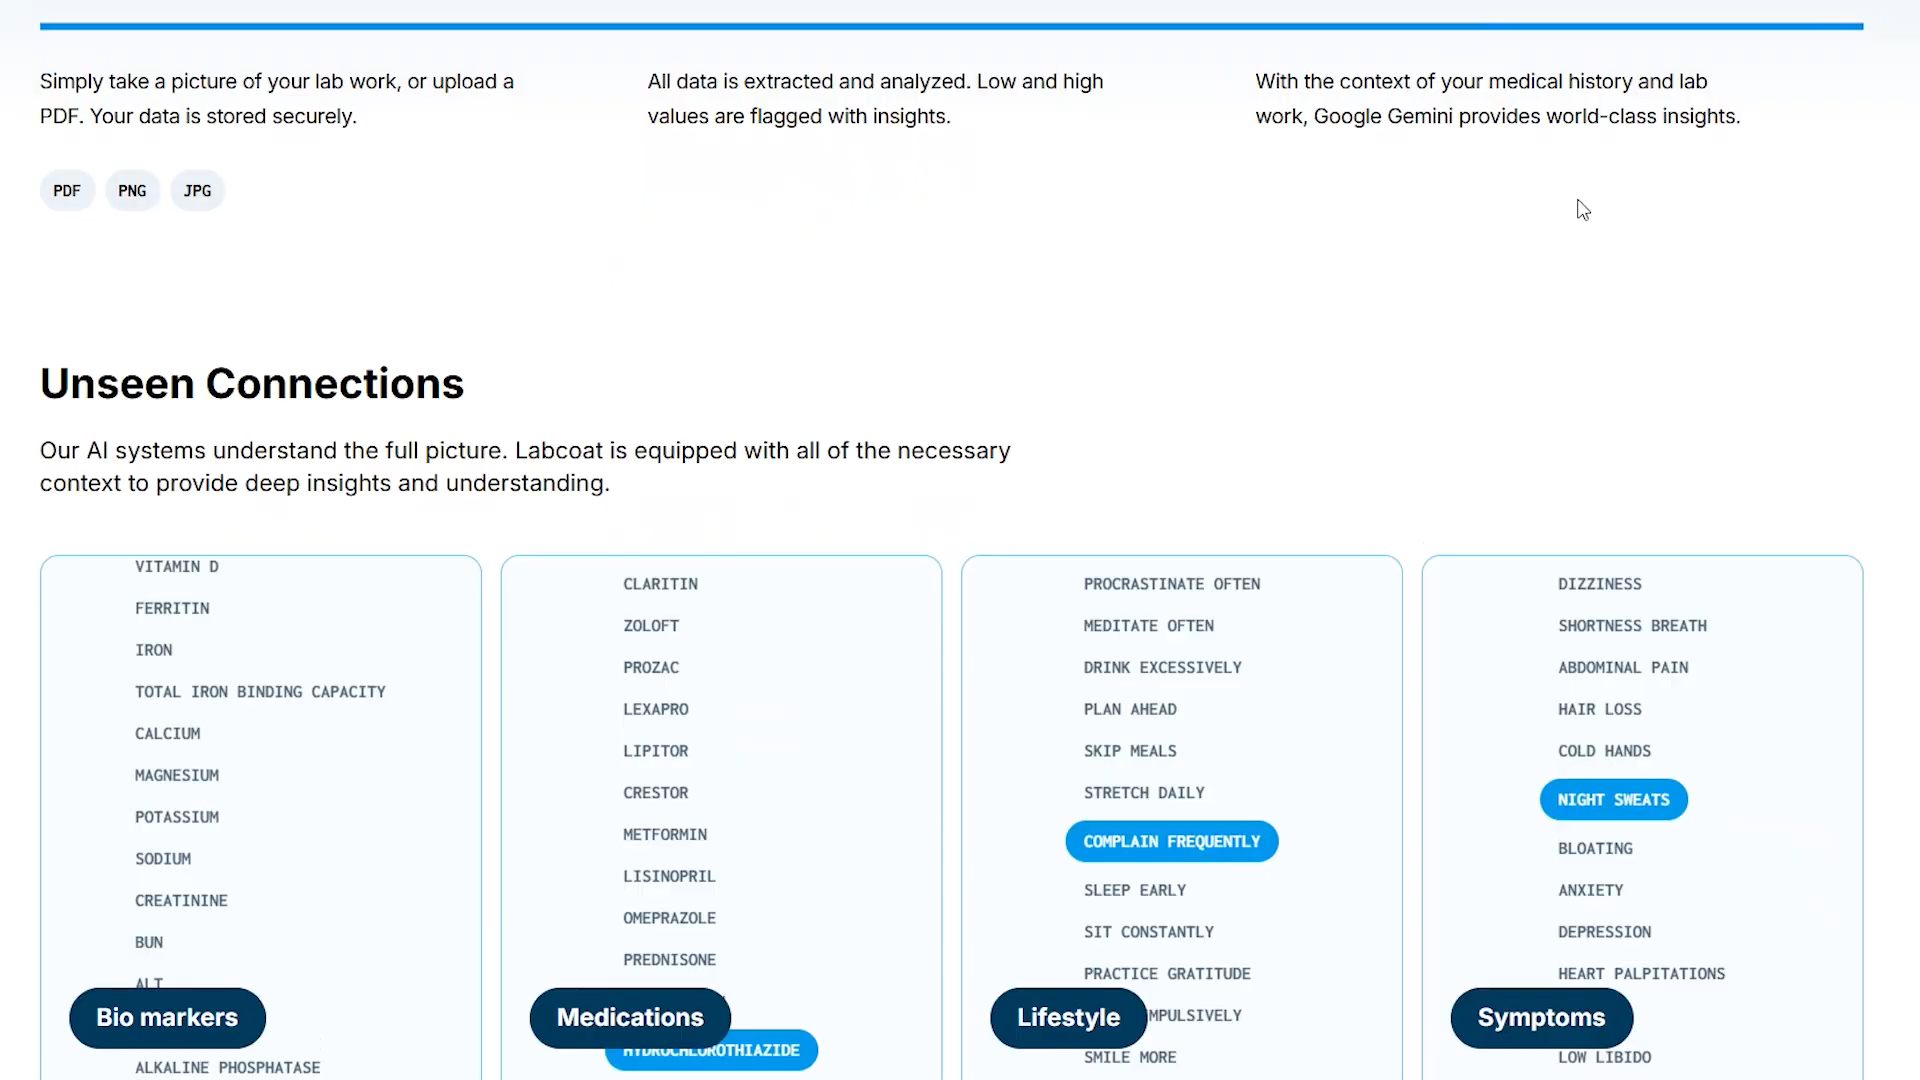 Simply take a picture of your lab work, or upload a
PDF. Your data is stored securely.
PDF PNG JPG
All data is extracted and analyzed. Low and high
values are flagged with insights.
With the context of your medical history and lab
work, Google Gemini provides world-class insights.
Unseen Connections
Our AI systems understand the full picture. Labcoat is equipped with all of the necessary
context to provide deep insights and understanding.
VITAMIN D
FERRITIN
IRON
TOTAL IRON BINDING CAPACITY
CALCIUM
MAGNESIUM
POTASSIUM
SODIUM
CREATININE
BUN
ALT
Bio markers
ALKALINE PHOSPHATASE
CLARITIN
ZOLOFT
PROZAC
LEXAPRO
LIPITOR
CRESTOR
METFORMIN
LISINOPRIL
OMEPRAZOLE
PREDNISONE
Medications
HYDROCHLOROTHIAZIDE
PROCRASTINATE OFTEN
MEDITATE OFTEN
DRINK EXCESSIVELY
PLAN AHEAD
SKIP MEALS
STRETCH DAILY
COMPLAIN FREQUENTLY
SLEEP EARLY
SIT CONSTANTLY
PRACTICE GRATITUDE
Lifestyle MPULSIVELY
SMILE MORE
DIZZINESS
SHORTNESS BREATH
ABDOMINAL PAIN
HAIR LOSS
COLD HANDS
NIGHT SWEATS
BLOATING
ANXIETY
DEPRESSION
HEART PALPITATIONS
Symptoms
LOW LIBIDO